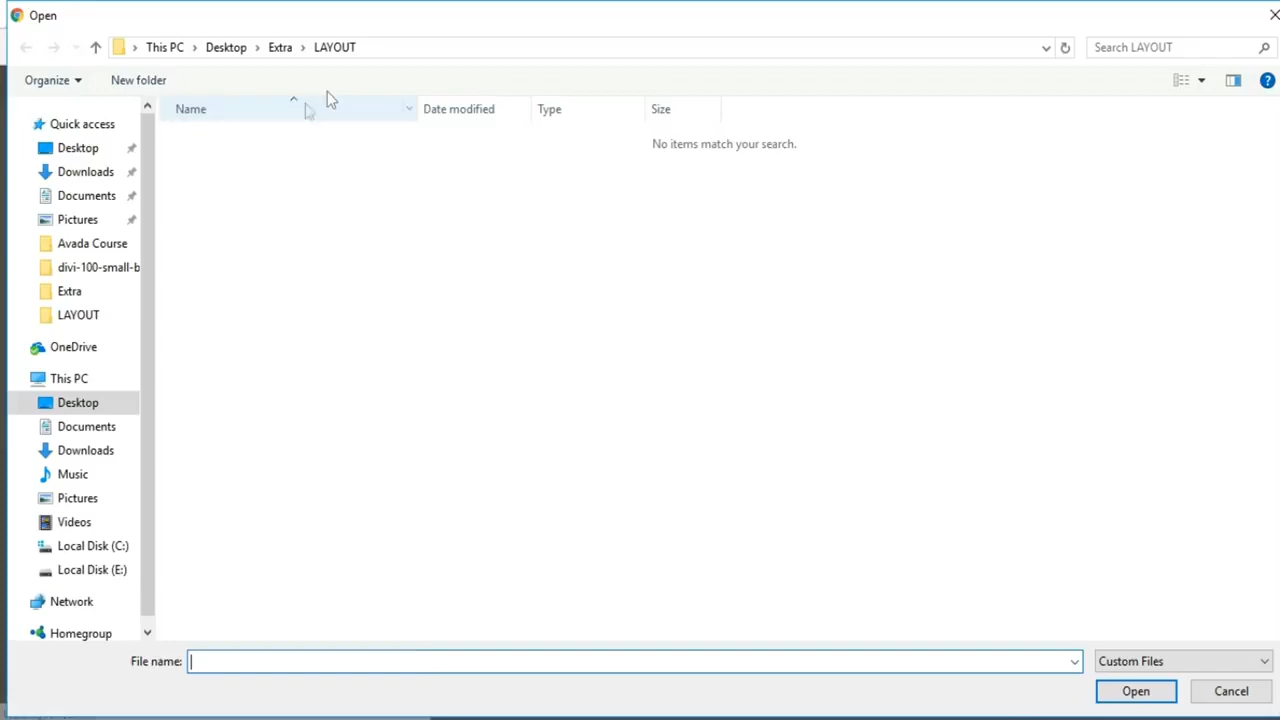 Open
This PC > Desktop > Extra > LAYOUT
Search LAYOUT
Organize
New folder
Name
Date modified
Type
Size
No items match your search.
Quick access
Desktop
Downloads
Documents
Pictures
Avada Course
divi-100-small-b
Extra
LAYOUT
OneDrive
This PC
Desktop
Documents
Downloads
Music
Pictures
Videos
Local Disk (C:)
Local Disk (E:)
Network
Homegroup
File name:
Custom Files
Open
Cancel